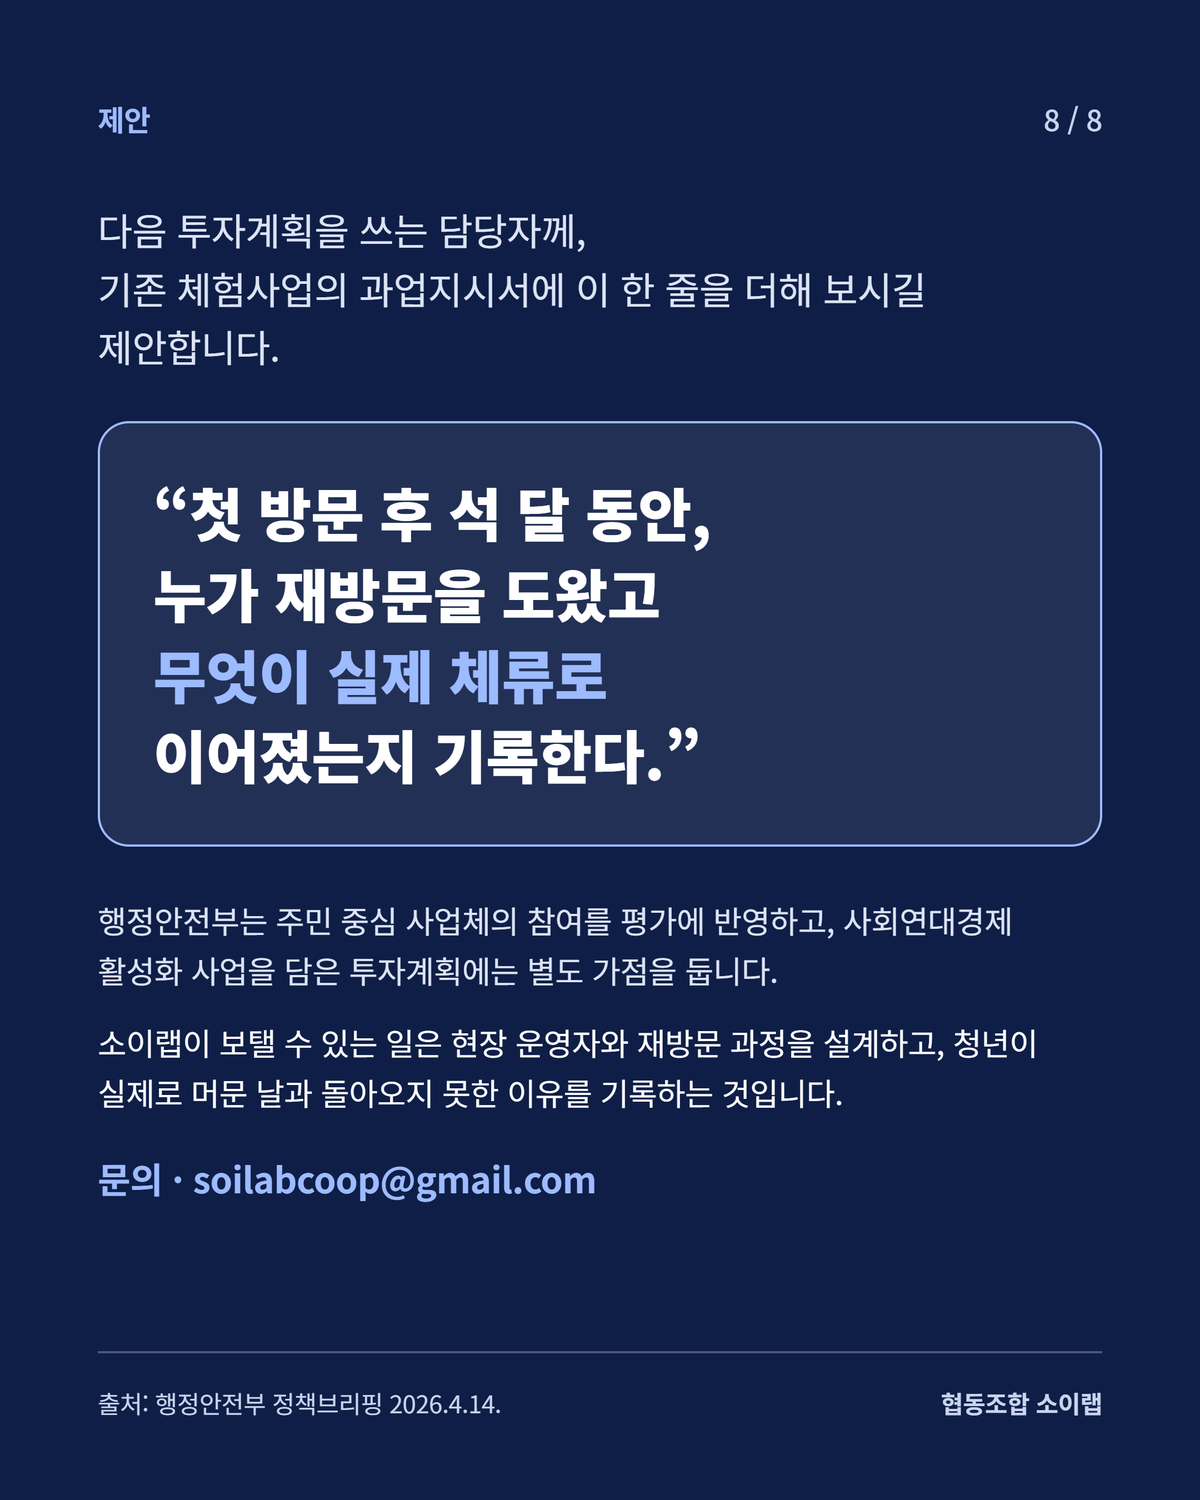 제안
8 / 8
다음 투자계획을 쓰는 담당자께,
기존 체험사업의 과업지시서에 이 한 줄을 더해 보시길
제안합니다.
“첫 방문 후 석 달 동안,
누가 재방문을 도왔고
무엇이 실제 체류로
이어졌는지 기록한다.”
행정안전부는 주민 중심 사업체의 참여를 평가에 반영하고, 사회연대경제
활성화 사업을 담은 투자계획에는 별도 가점을 둡니다.
소이랩이 보탤 수 있는 일은 현장 운영자와 재방문 과정을 설계하고, 청년이
실제로 머문 날과 돌아오지 못한 이유를 기록하는 것입니다.
문의 · soilabcoop@gmail.com
출처: 행정안전부 정책브리핑 2026.4.14.
협동조합 소이랩